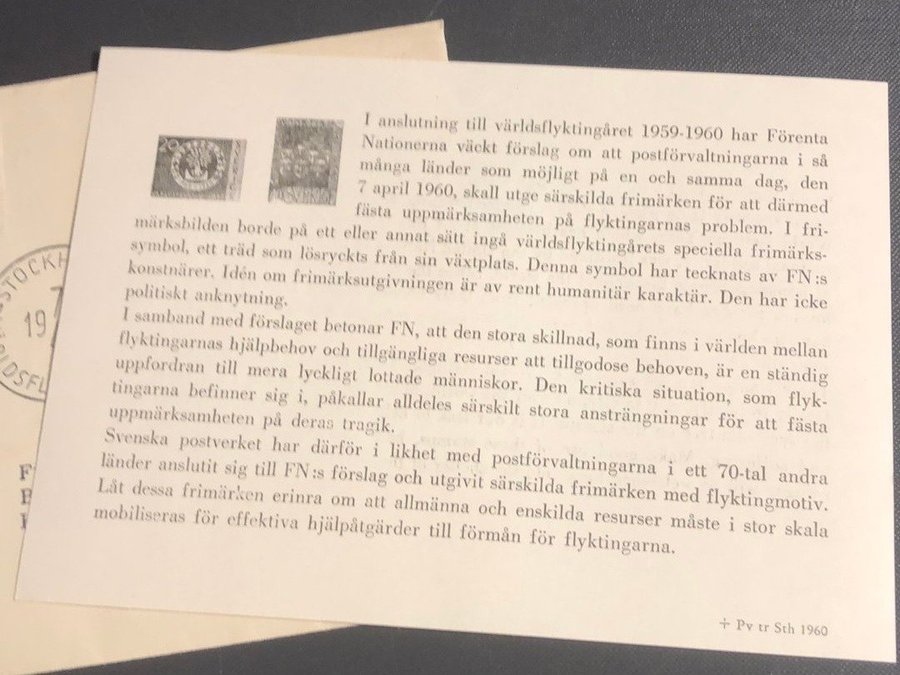 I anslutning till världsflyktingåret 1959-1960 har Förenta
Nationerna väckt förslag om att postförvaltningarna i så
många länder som möjligt på en och samma dag, den
7 april 1960, skall utge särskilda frimärken för att därmed
fästa uppmärksamheten på flyktingarnas problem. I fri-
märksbilden borde på ett eller annat sätt ingå världsflyktingårets speciella frimärks-
symbol, ett träd som lösryckts från sin växtplats. Denna symbol har tecknats av FN:s
konstnärer. Idén om frimärksutgivningen är av rent humanitär karaktär. Den har icke
politiskt anknytning.
I samband med förslaget betonar FN, att den stora skillnad, som finns i världen mellan
flyktingarnas hjälpbehov och tillgängliga resurser att tillgodose behoven, är en ständig
uppfordran till mera lyckligt lottade människor. Den kritiska situation, som flyk-
tingarna befinner sig i, påkallar alldeles särskilt stora ansträngningar för att fästa
uppmärksamheten på deras tragik.
Svenska postverket har därför i likhet med postförvaltningarna i ett 70-tal andra
länder anslutit sig till FN:s förslag och utgivit särskilda frimärken med flyktingmotiv.
Låt dessa frimärken erinra om att allmänna och enskilda resurser måste i stor skala
mobiliseras för effektiva hjälpåtgärder till förmån för flyktingarna.
Pv tr Sth 1960
20
STOCKH
7
19